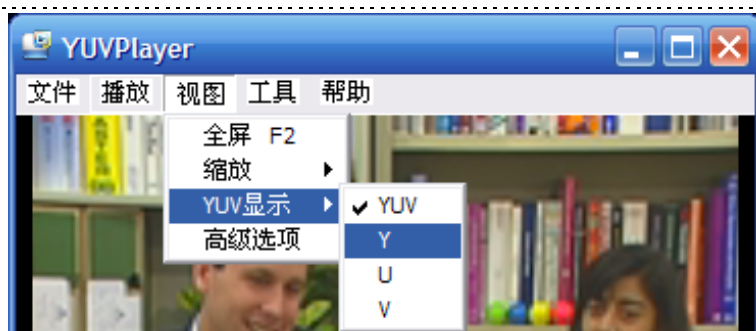 YUVPlayer
文件 播放 视图 工具 帮助
全屏 F2
缩放
YUV显示
高级选项
YUV
Y
U
V